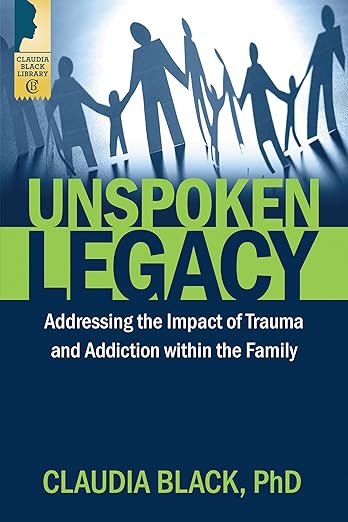 CLAUDIA
BLACK
LIBRARY
CB
UNSPOKEN
LEGACY
Addressing the Impact of Trauma
and Addiction within the Family
CLAUDIA BLACK, PhD